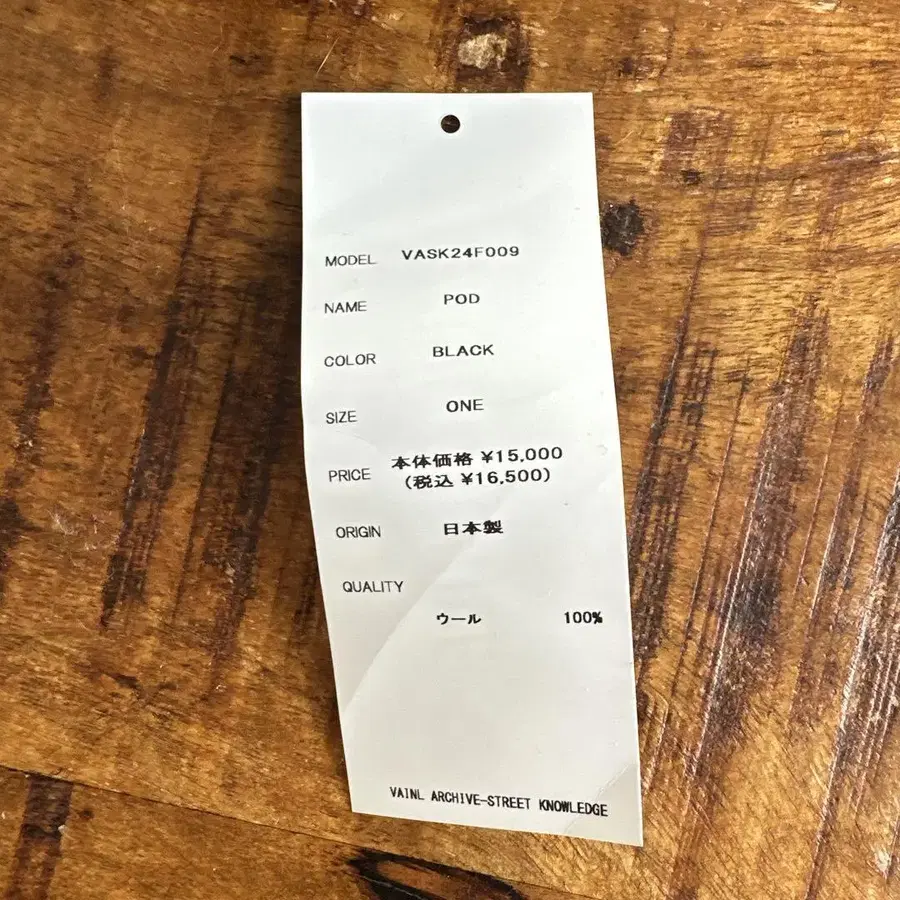 MODEL VASK24F009
NAME POD
COLOR BLACK
SIZE ONE
PRICE 本体価格 ¥15,000
(税込 ¥16,500)
ORIGIN 日本製
QUALITY
ウール 100%
VAINL ARCHIVE-STREET KNOWLEDGE